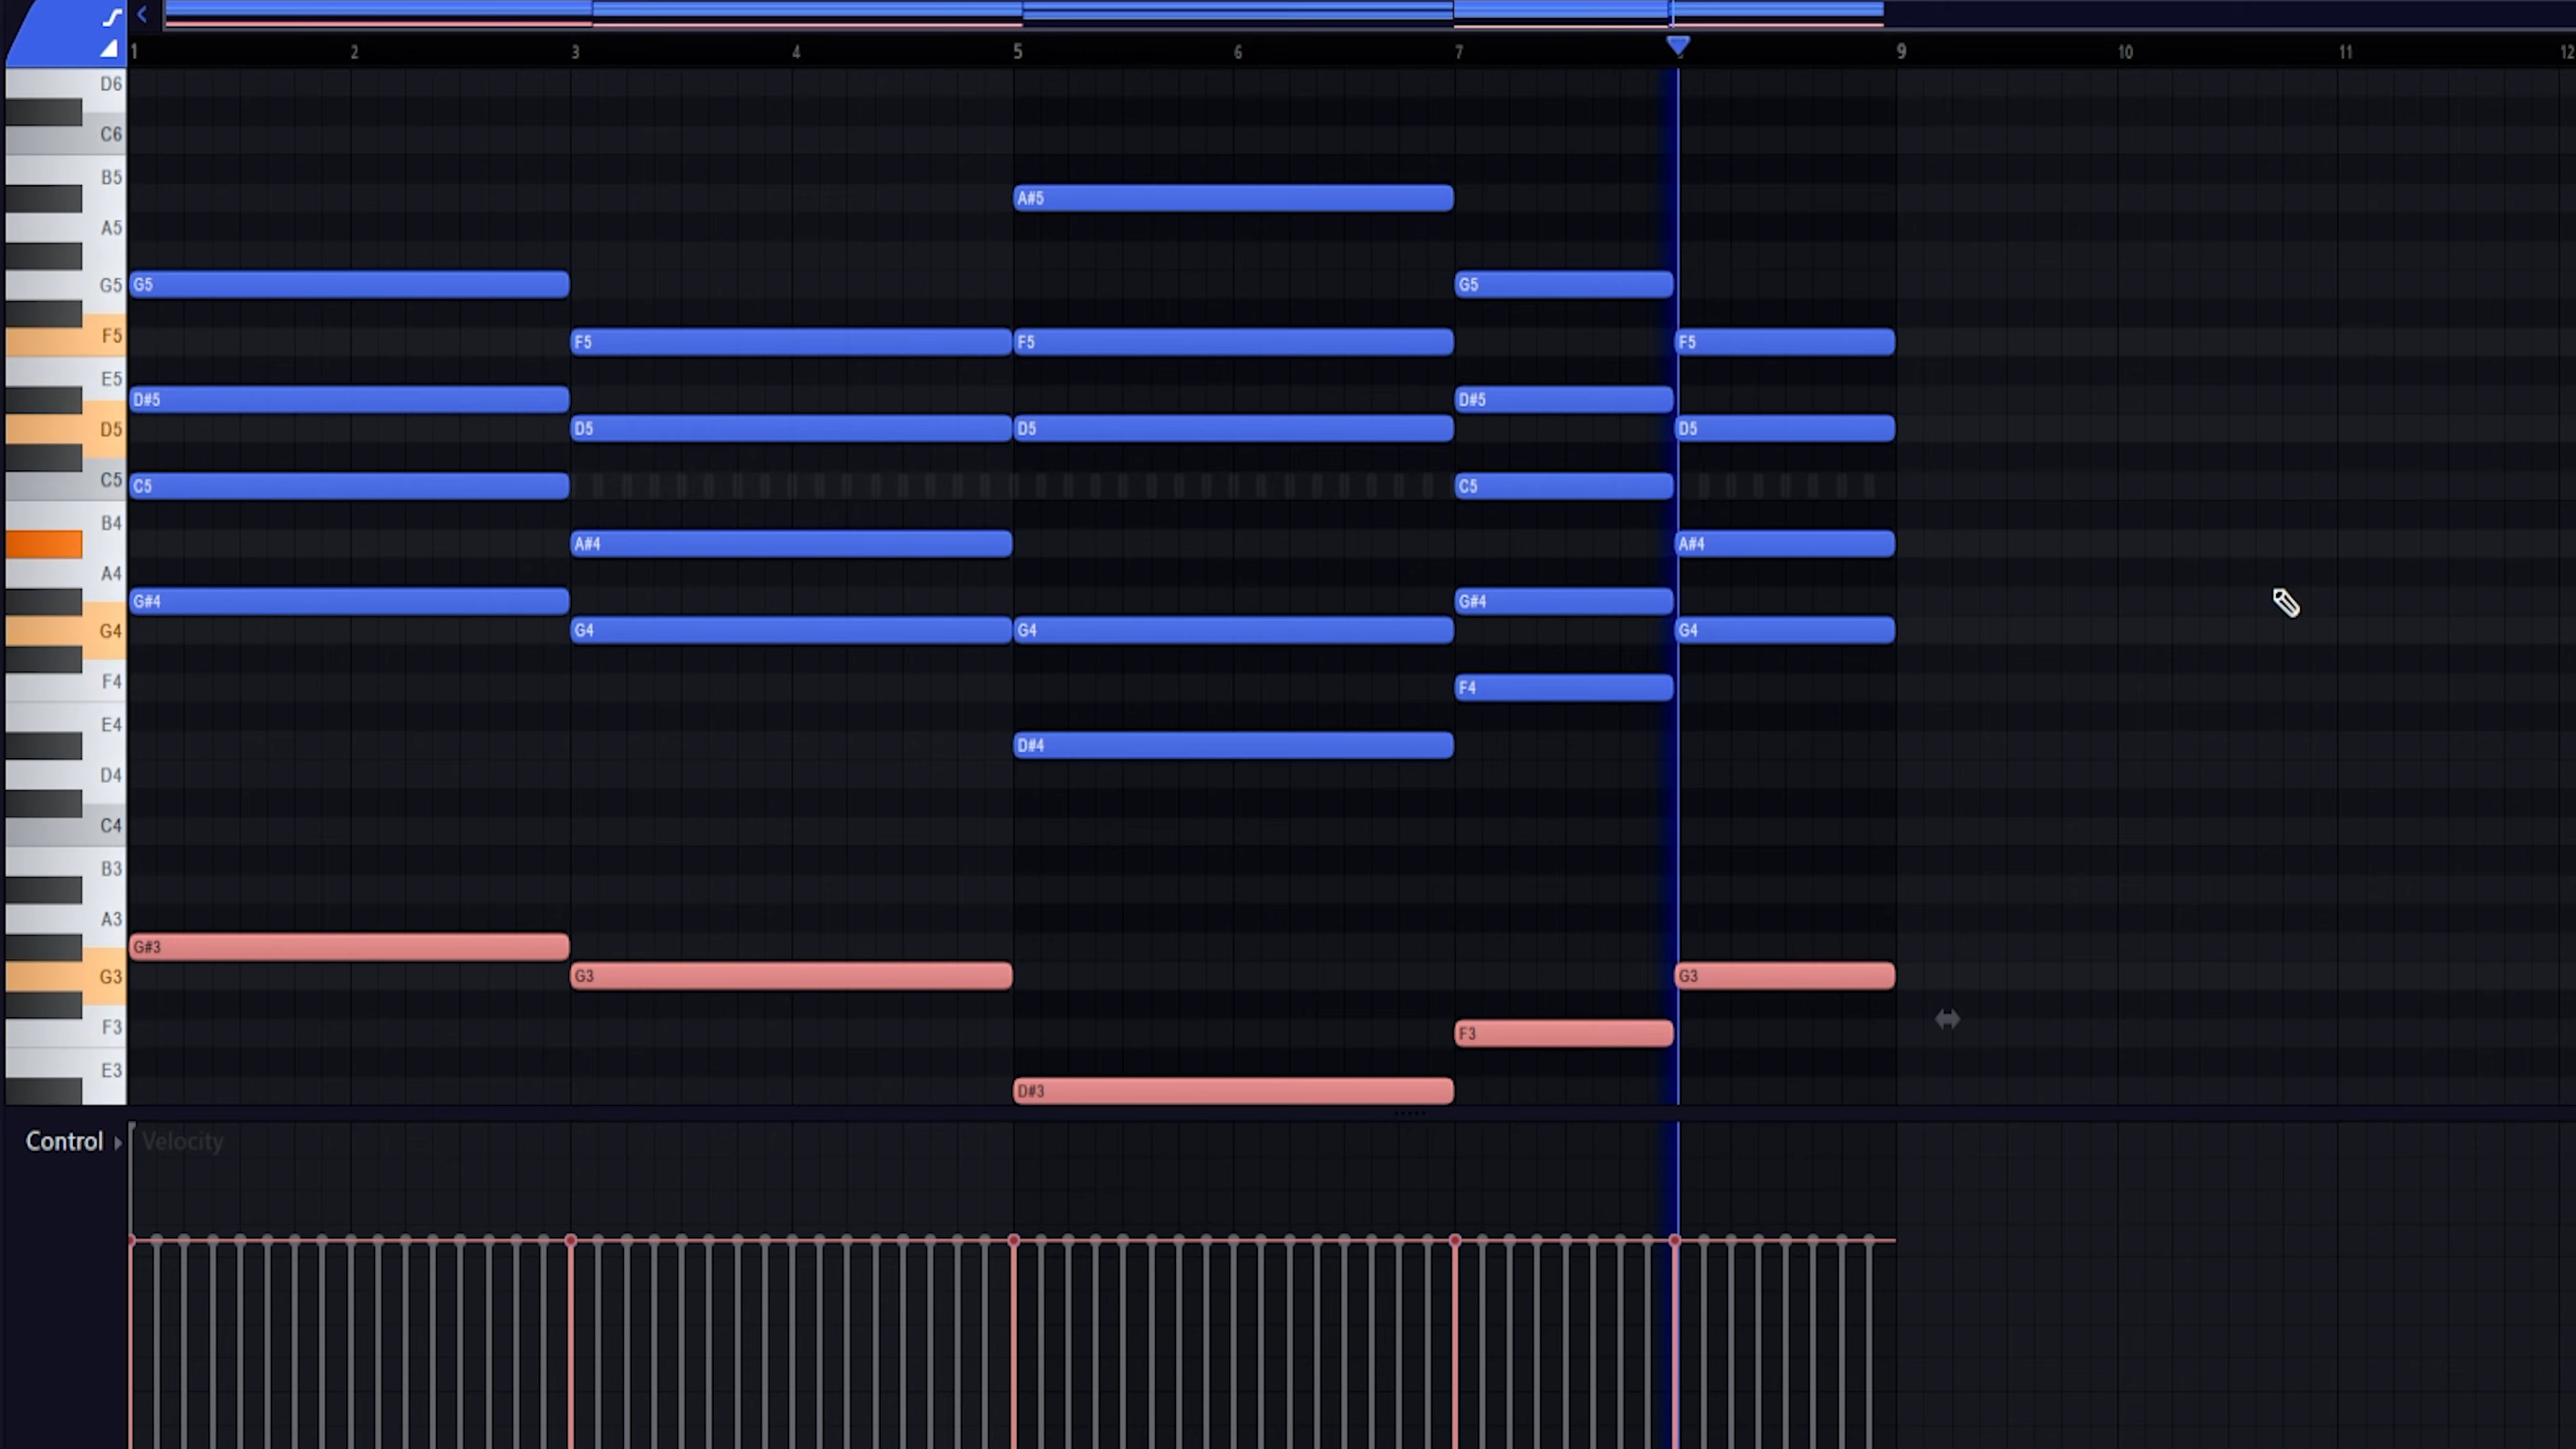 1 2 3 4 5 6 7 9 10 11 12
D6
C6
B5
A#5
A5
G5 G5 G5
F5 F5 F5 F5
E5
D#5 D#5
D5 D5 D5 D5
C5 C5 C5
B4
A#4 A#4
A4
G#4 G#4
G4 G4 G4 G4
F4 F4
E4
D#4
D4
C4
B3
A3
G#3
G3 G3 G3
F3 F3
E3
D#3
Control Velocity